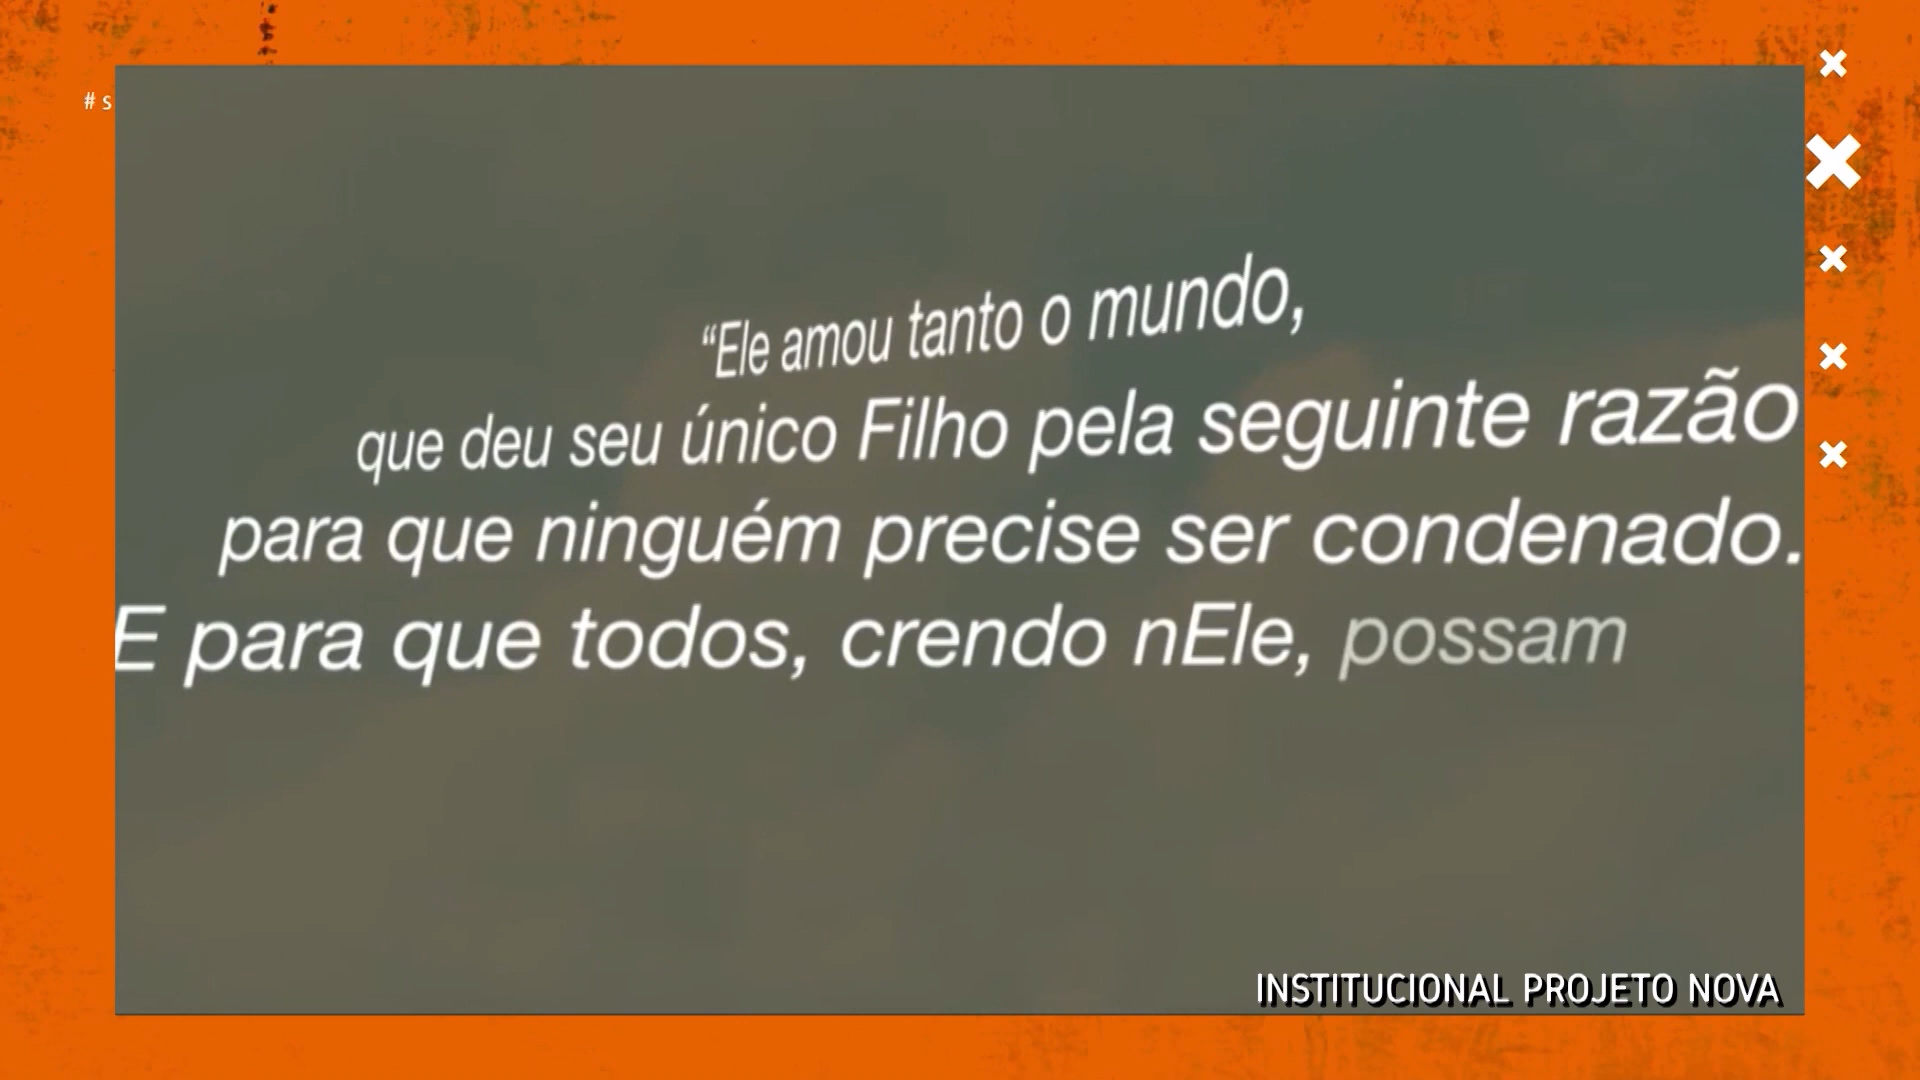 # s
“Ele amou tanto o mundo,
que deu seu único Filho pela seguinte razão
para que ninguém precise ser condenado.
E para que todos, crendo nEle, possam
INSTITUCIONAL PROJETO NOVA